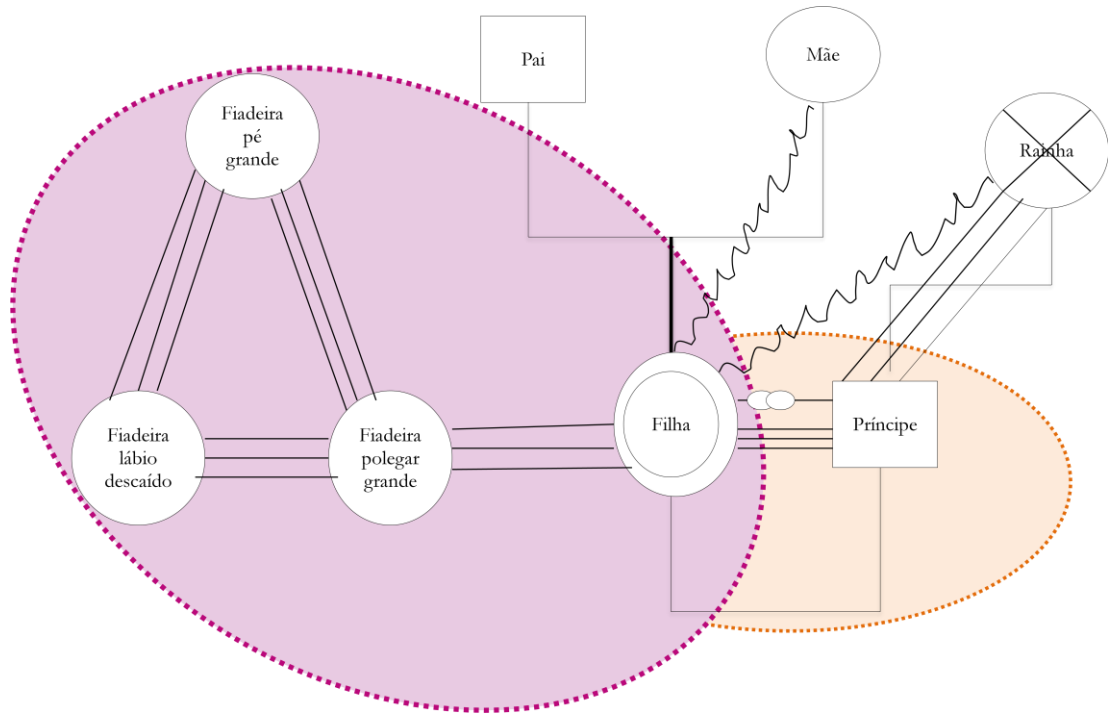 Pai
Mãe
Fiadeira
pé
grande
Rainha
Fiadeira
lábio
descaído
Fiadeira
polegar
grande
Filha
Príncipe